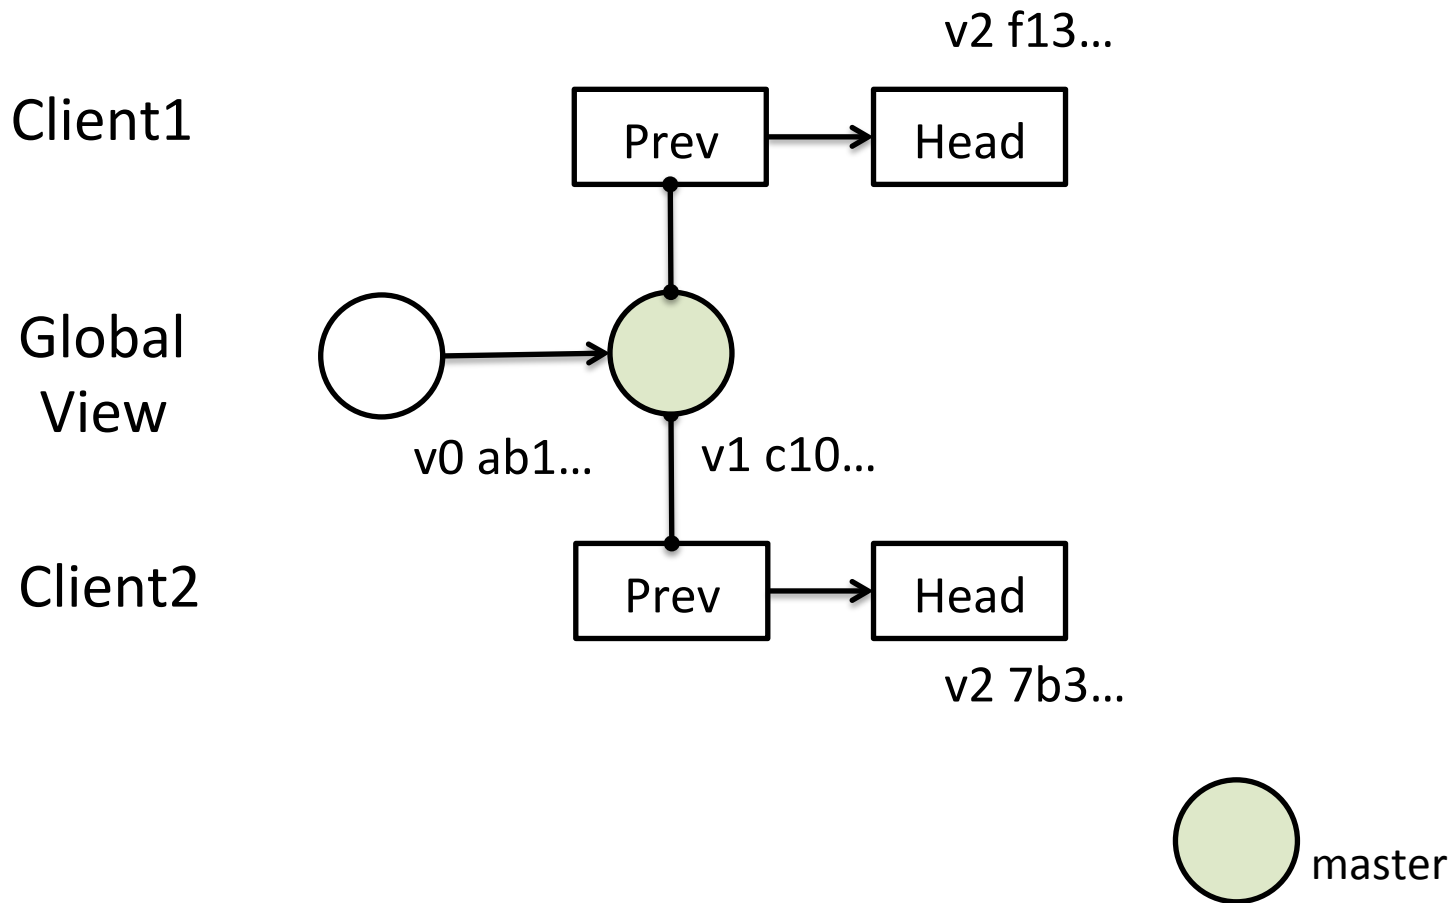 v2 f13…
Client1
Prev
Head
Global
View
v0 ab1…
v1 c10…
Client2
Prev
Head
v2 7b3…
master